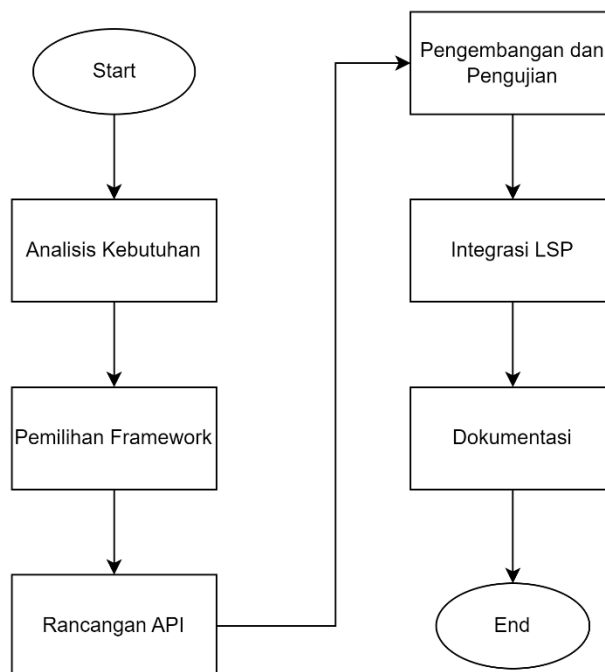 Start
Analisis Kebutuhan
Pemilihan Framework
Rancangan API
Pengembangan dan
Pengujian
Integrasi LSP
Dokumentasi
End